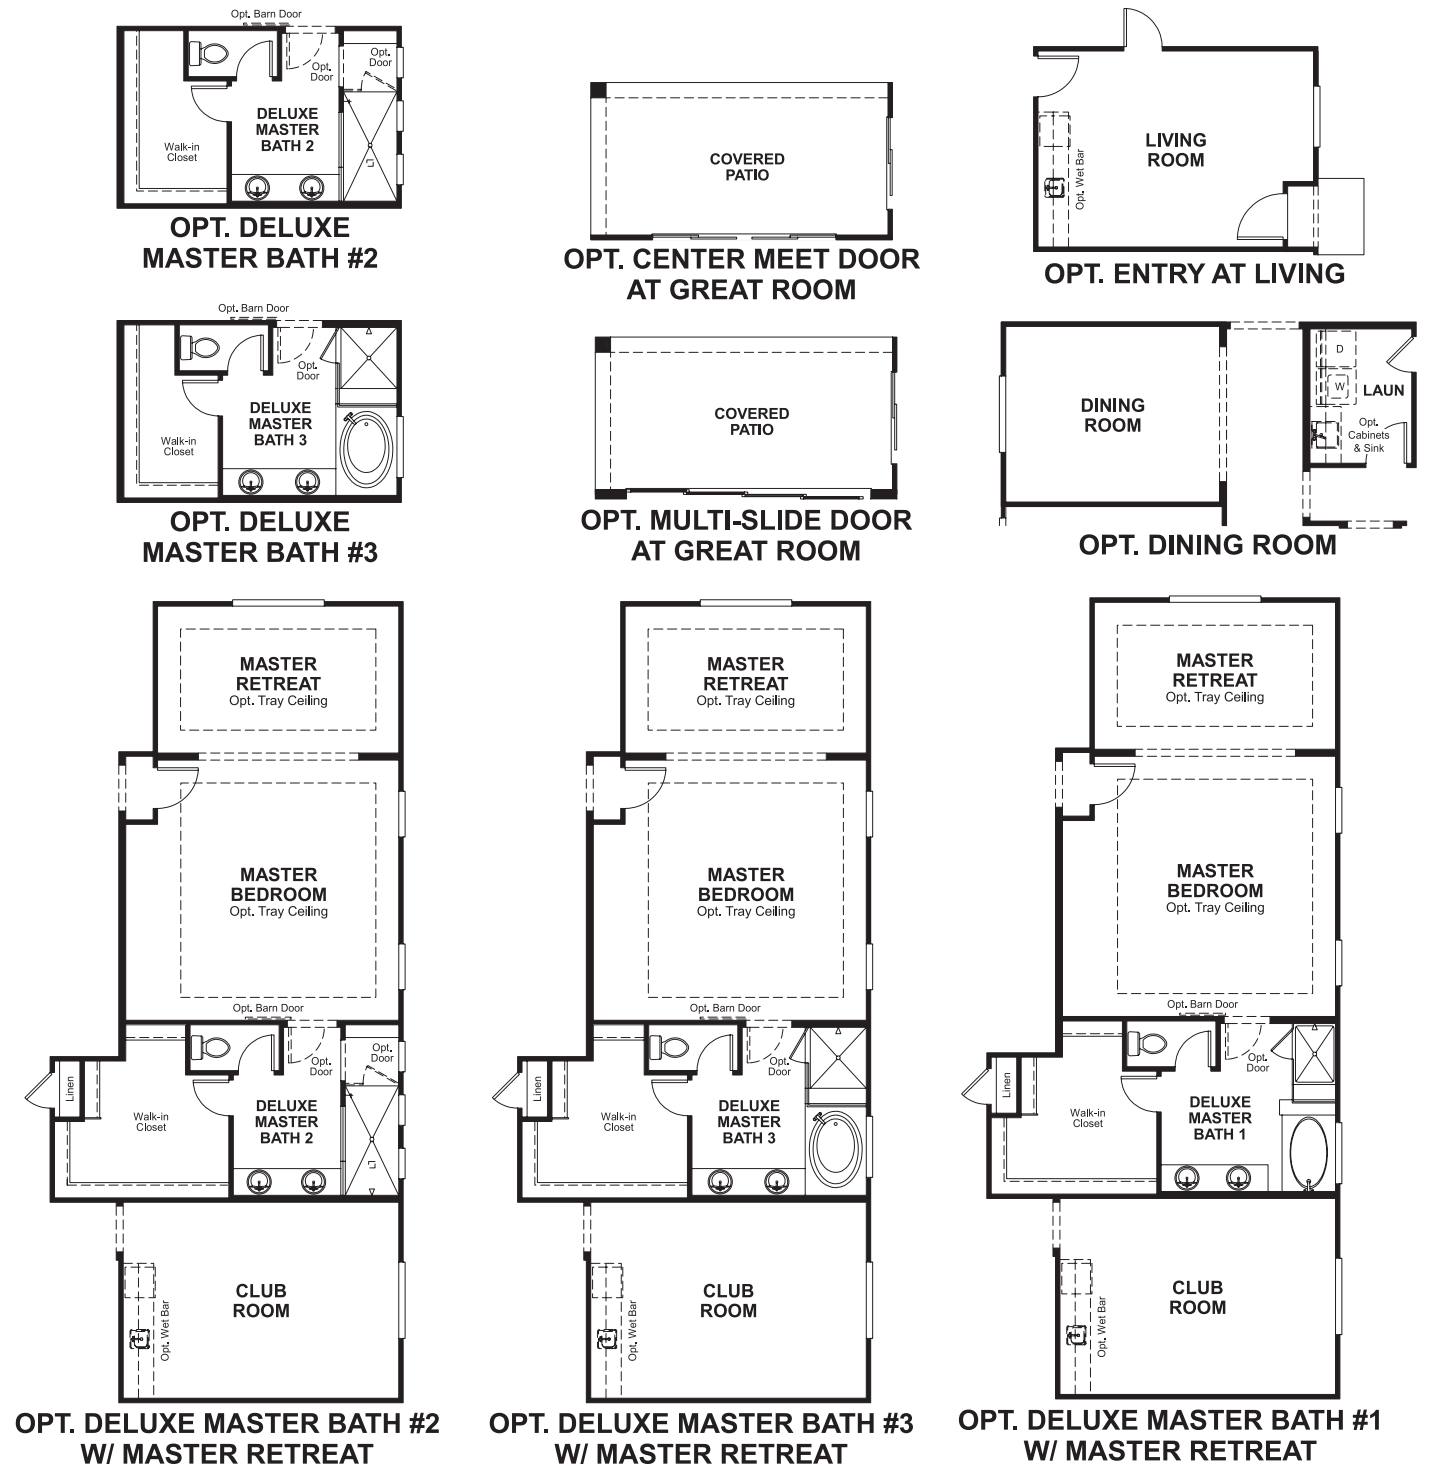 Opt. Barn Door
Opt.
Door
Opt.
Door
DELUXE
MASTER
BATH 2
Walk-in
Closet
OPT. DELUXE
MASTER BATH #2
COVERED
PATIO
OPT. CENTER MEET DOOR
AT GREAT ROOM
LIVING
ROOM
Opt. Wet Bar
OPT. ENTRY AT LIVING
Opt. Barn Door
Opt.
Door
DELUXE
MASTER
BATH 3
Walk-in
Closet
OPT. DELUXE
MASTER BATH #3
COVERED
PATIO
OPT. MULTI-SLIDE DOOR
AT GREAT ROOM
DINING
ROOM
D
W
LAUN
Opt.
Cabinets
& Sink
OPT. DINING ROOM
MASTER
RETREAT
Opt. Tray Ceiling
MASTER
BEDROOM
Opt. Tray Ceiling
Opt. Barn Door
Opt.
Door
Opt.
Door
Linen
Walk-in
Closet
DELUXE
MASTER
BATH 2
CLUB
ROOM
Opt. Wet Bar
OPT. DELUXE MASTER BATH #2
W/ MASTER RETREAT
MASTER
RETREAT
Opt. Tray Ceiling
MASTER
BEDROOM
Opt. Tray Ceiling
Opt. Barn Door
Opt.
Door
Linen
Walk-in
Closet
DELUXE
MASTER
BATH 3
CLUB
ROOM
Opt. Wet Bar
OPT. DELUXE MASTER BATH #3
W/ MASTER RETREAT
MASTER
RETREAT
Opt. Tray Ceiling
MASTER
BEDROOM
Opt. Tray Ceiling
Opt. Barn Door
Opt.
Door
Linen
Walk-in
Closet
DELUXE
MASTER
BATH 1
CLUB
ROOM
Opt. Wet Bar
OPT. DELUXE MASTER BATH #1
W/ MASTER RETREAT